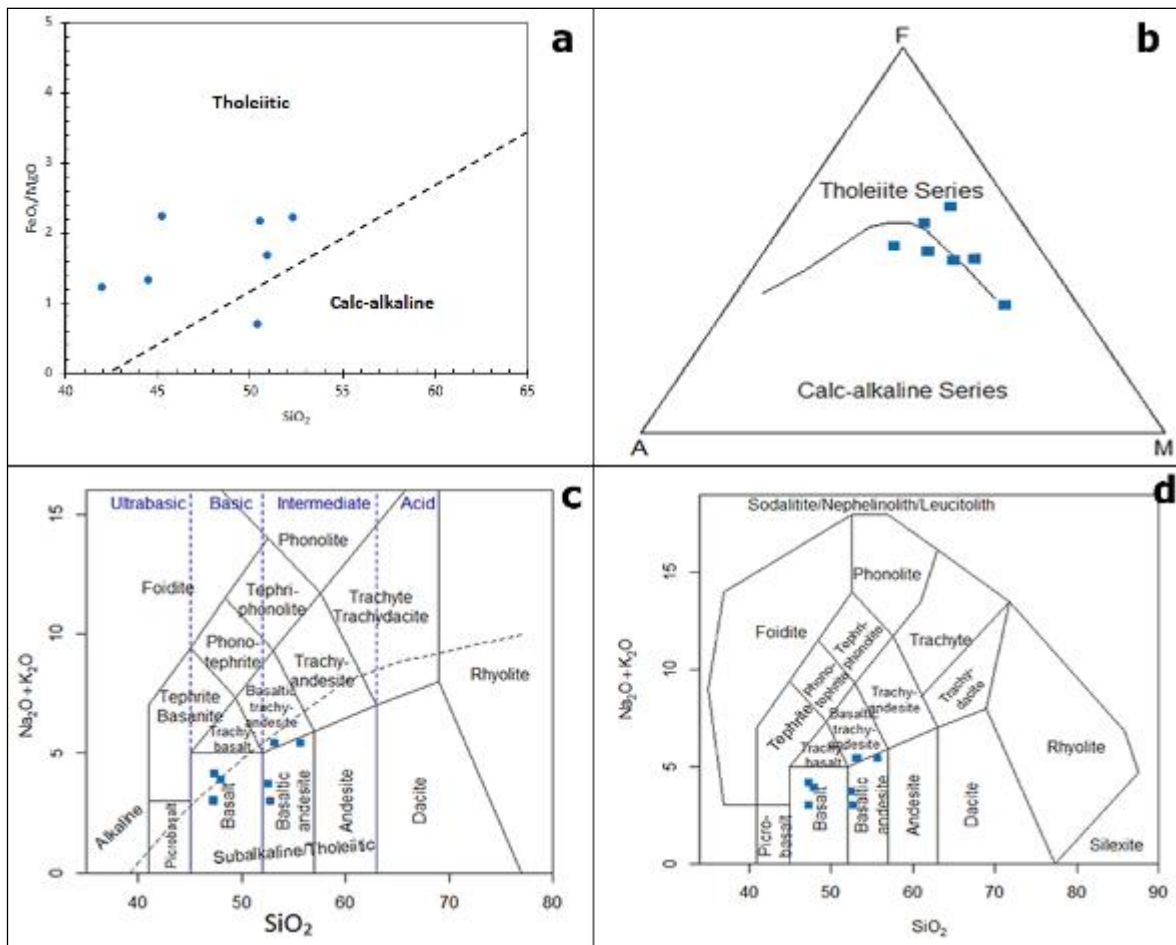 a
5
4
3
2
1
0
FeOₜ/MgO
Tholeiitic
Calc-alkaline
40
45
50
55
60
65
SiO₂
b
F
Tholeiite Series
Calc-alkaline Series
A
M
c
Ultrabasic
Basic
Intermediate
Acid
15
10
5
0
Na₂O + K₂O
Phonolite
Foidite
Tephri-
phonolite
Trachyte
Trachydacite
Phono-
tephrite
Trachy-
andesite
Rhyolite
Tephrite
Basanite
Basaltic
trachy-
andesite
Trachy-
basalt
Alkaline
Picrobasalt
Basalt
Basaltic
andesite
Andesite
Dacite
Subalkaline/Tholeiitic
40
50
60
70
80
SiO₂
d
Sodalitite/Nephelinolith/Leucitolith
15
10
5
0
Na₂O + K₂O
Phonolite
Foidite
Tephri-
phonolite
Trachyte
phono-
tephrite
Trachy-
andesite
Trachy-
dacite
Tephrite
Basaltic
trachy-
andesite
Trachy-
basalt
Rhyolite
Picro-
basalt
Basalt
Basaltic
andesite
Andesite
Dacite
Silexite
40
50
60
70
80
90
SiO₂